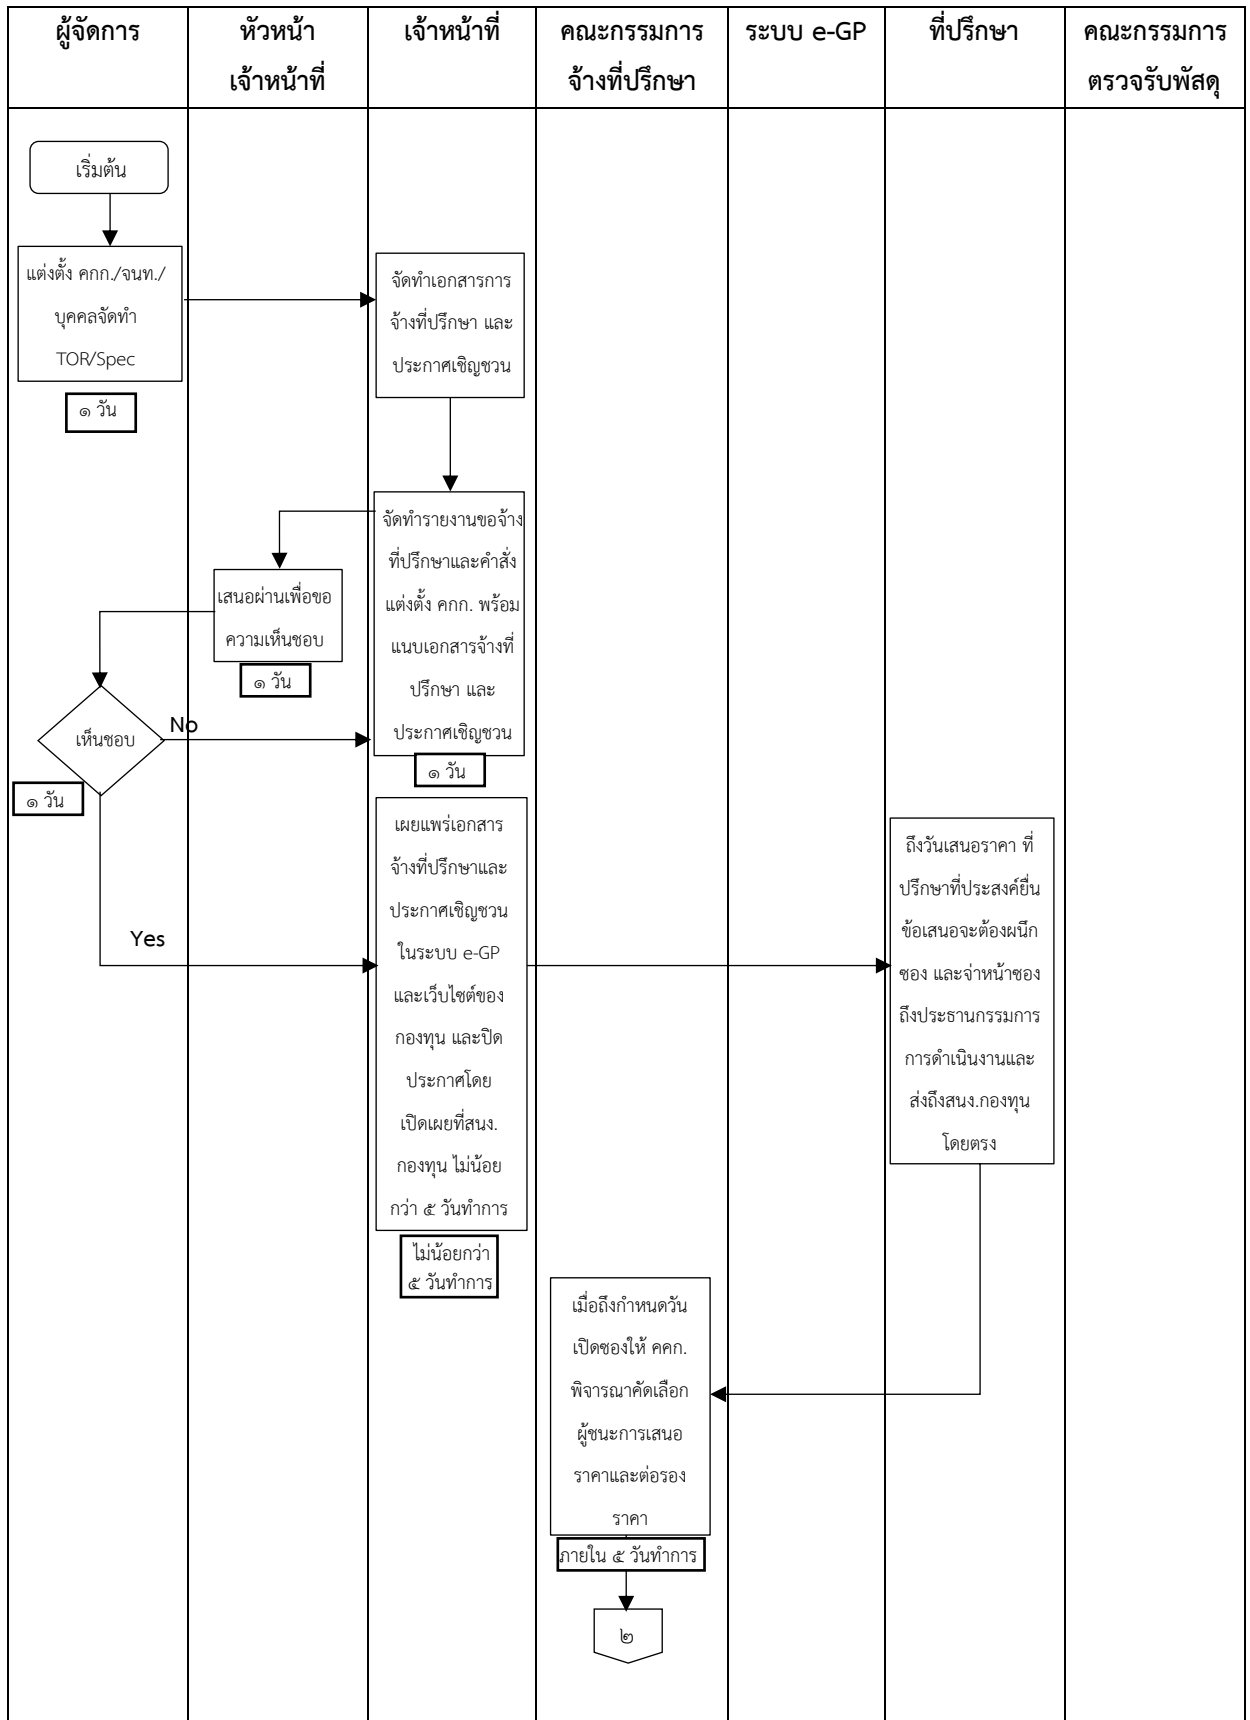 ผู้จัดการ
หัวหน้า
เจ้าหน้าที่
เจ้าหน้าที่
คณะกรรมการ
จ้างที่ปรึกษา
ระบบ e-GP
ที่ปรึกษา
คณะกรรมการ
ตรวจรับพัสดุ
เริ่มต้น
แต่งตั้ง คกก./จนท./
บุคคลจัดทำ
TOR/Spec
๑ วัน
จัดทำเอกสารการ
จ้างที่ปรึกษา และ
ประกาศเชิญชวน
จัดทำรายงานขอจ้าง
ที่ปรึกษาและคำสั่ง
แต่งตั้ง คกก. พร้อม
แนบเอกสารจ้างที่
ปรึกษา และ
ประกาศเชิญชวน
๑ วัน
เสนอผ่านเพื่อขอ
ความเห็นชอบ
๑ วัน
เห็นชอบ
No
๑ วัน
Yes
เผยแพร่เอกสาร
จ้างที่ปรึกษาและ
ประกาศเชิญชวน
ในระบบ e-GP
และเว็บไซต์ของ
กองทุน และปิด
ประกาศโดย
เปิดเผยที่สนง.
กองทุน ไม่น้อย
กว่า ๕ วันทำการ
ไม่น้อยกว่า
๕ วันทำการ
ถึงวันเสนอราคา ที่
ปรึกษาที่ประสงค์ยื่น
ข้อเสนอจะต้องผนึก
ซอง และจ่าหน้าซอง
ถึงประธานกรรมการ
การดำเนินงานและ
ส่งถึงสนง.กองทุน
โดยตรง
เมื่อถึงกำหนดวัน
เปิดซองให้ คคก.
พิจารณาคัดเลือก
ผู้ชนะการเสนอ
ราคาและต่อรอง
ราคา
ภายใน ๕ วันทำการ
๒